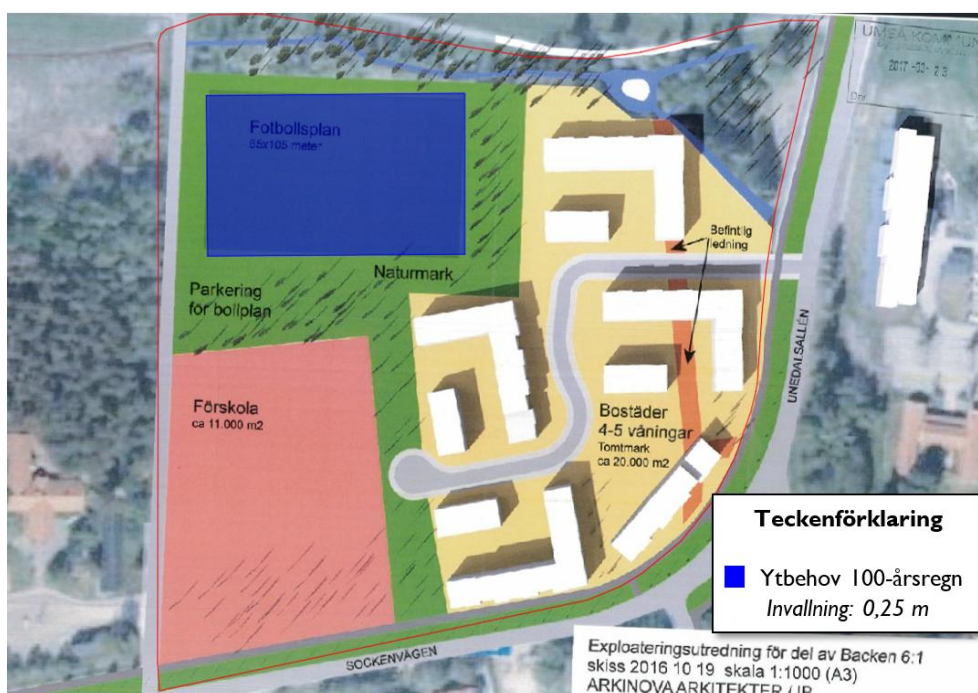 UMEÅ KOMMUN
2017 -03- 23
Dnr
Fotbollsplan
65x105 meter
Befintlig
ledning
Naturmark
Parkering
för bollplan
UNEDALSALLÉN
Förskola
ca 11.000 m2
Bostäder
4-5 våningar
Tomtmark
ca 20.000 m2
Teckenförklaring
Ytbehov 100-årsregn
Invallning: 0,25 m
SOCKENVÄGEN
Exploateringsutredning för del av Backen 6:1
skiss 2016 10 19 skala 1:1000 (A3)
ARKINOVA ARKITEKTER